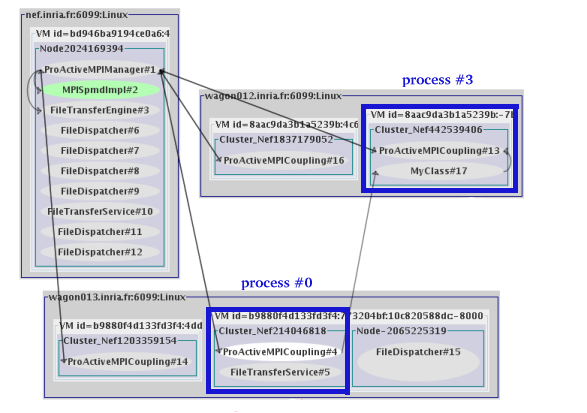 nef.inria.fr:6099:Linux
VM id=bd946ba9194ce0a6:4
Node2024169394
ProActiveMPIManager#1
MPISpmdImpl#2
FileTransferEngine#3
FileDispatcher#6
FileDispatcher#7
FileDispatcher#8
FileDispatcher#9
FileTransferService#10
FileDispatcher#11
FileDispatcher#12
process #3
wagon012.inria.fr:6099:Linux
VM id=8aac9da3b1a5239b:4c6
Cluster_Nef1837179052
ProActiveMPICoupling#16
VM id=8aac9da3b1a5239b:-7b
Cluster_Nef442539406
ProActiveMPICoupling#13
MyClass#17
process #0
wagon013.inria.fr:6099:Linux
VM id=b9880f4d133fd3f4:4dd
Cluster_Nef1203359154
ProActiveMPICoupling#14
VM id=b9880f4d133fd3f4:773204bf:10c820588dc:-8000
Cluster_Nef214046818
ProActiveMPICoupling#4
FileTransferService#5
Node-2065225319
FileDispatcher#15